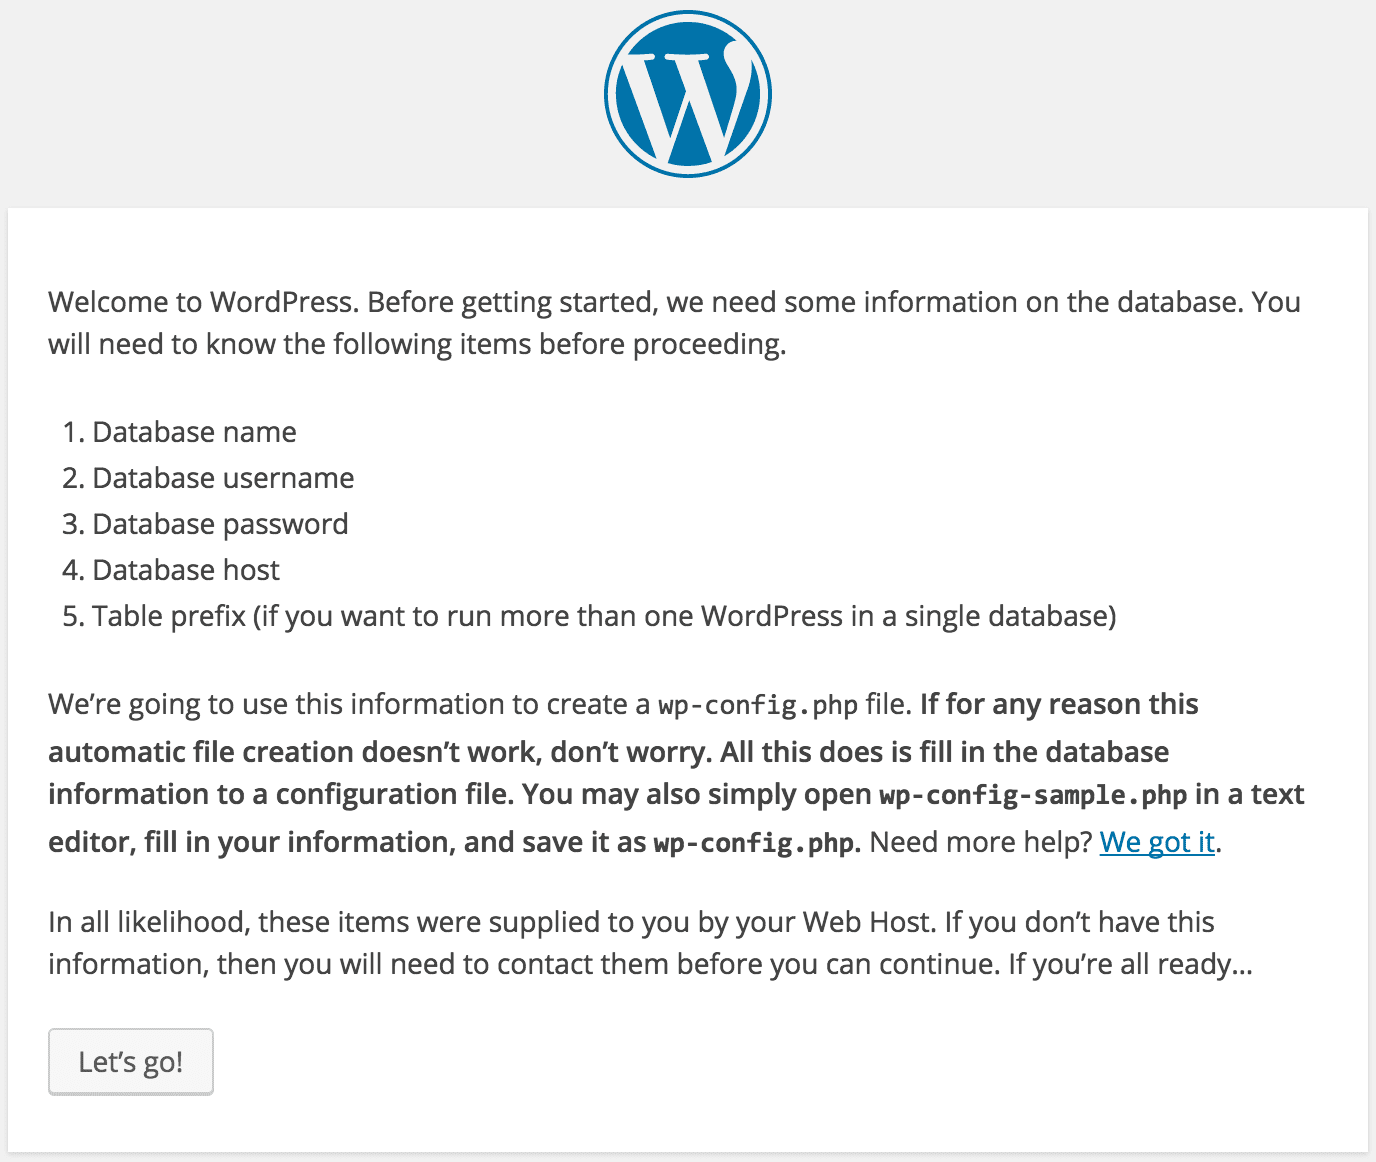 Welcome to WordPress. Before getting started, we need some information on the database. You
will need to know the following items before proceeding.
1. Database name
2. Database username
3. Database password
4. Database host
5. Table prefix (if you want to run more than one WordPress in a single database)
We’re going to use this information to create a wp-config.php file. If for any reason this
automatic file creation doesn’t work, don’t worry. All this does is fill in the database
information to a configuration file. You may also simply open wp-config-sample.php in a text
editor, fill in your information, and save it as wp-config.php. Need more help? We got it.
In all likelihood, these items were supplied to you by your Web Host. If you don’t have this
information, then you will need to contact them before you can continue. If you’re all ready…
Let’s go!